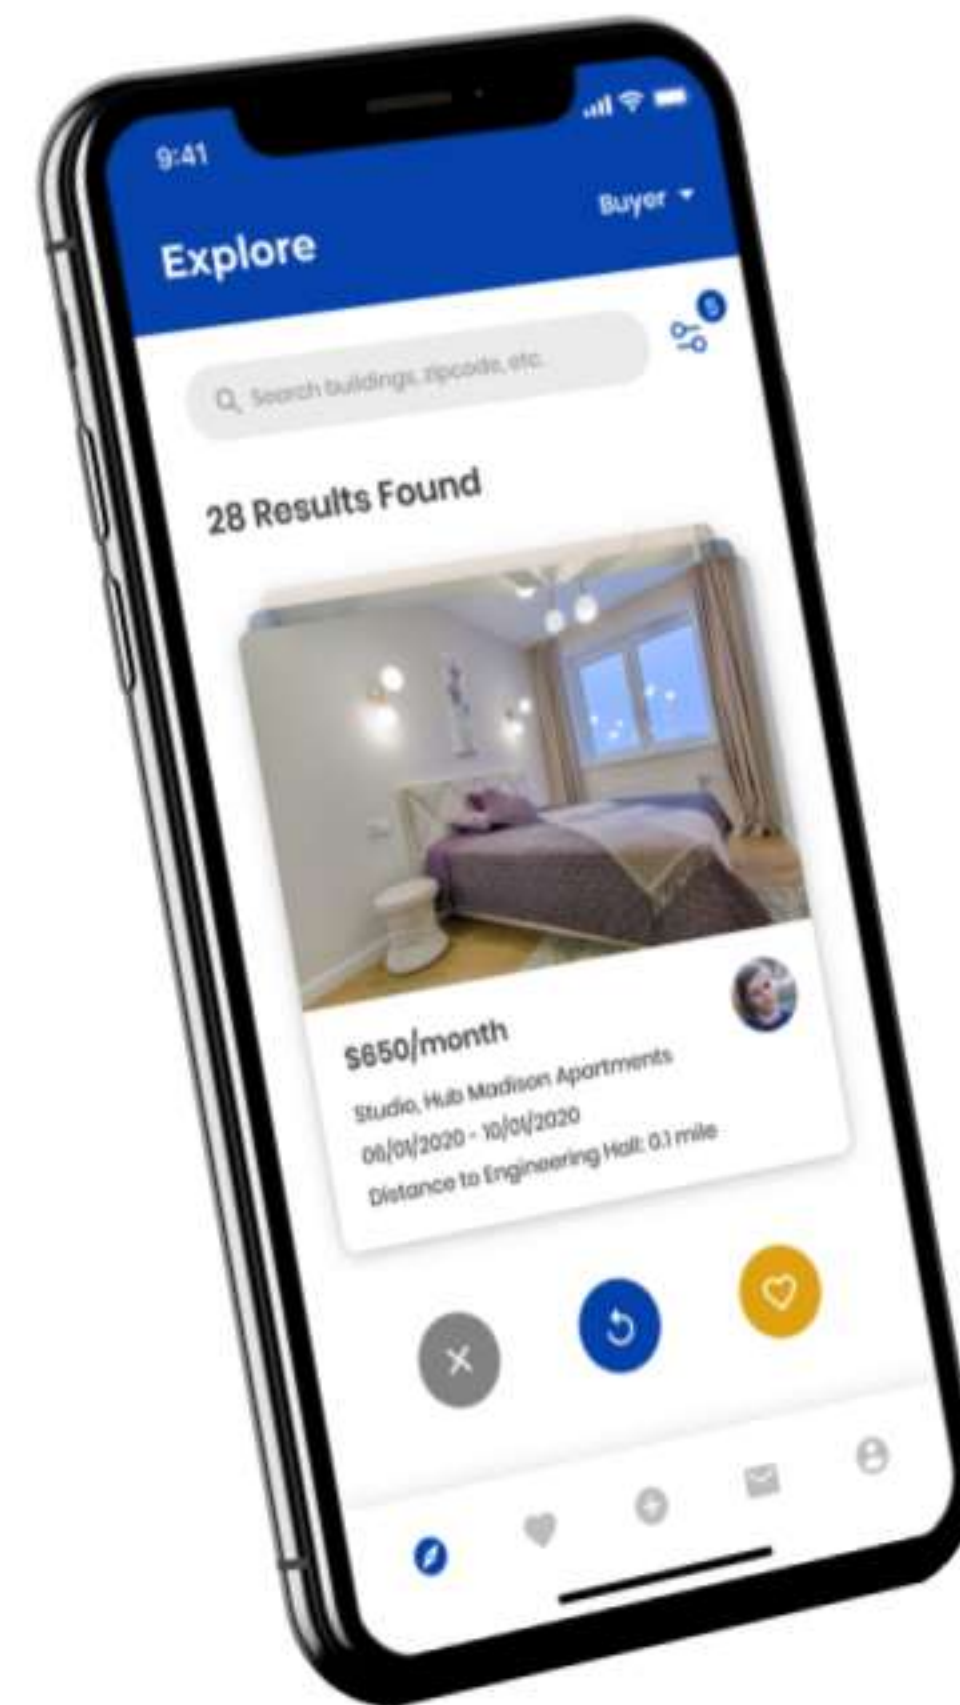 9:41
Buyer
Explore
5
Search buildings, zipcode, etc.
28 Results Found
$650/month
Studio, Hub Madison Apartments
06/01/2020 - 10/01/2020
Distance to Engineering Hall: 0.1 mile